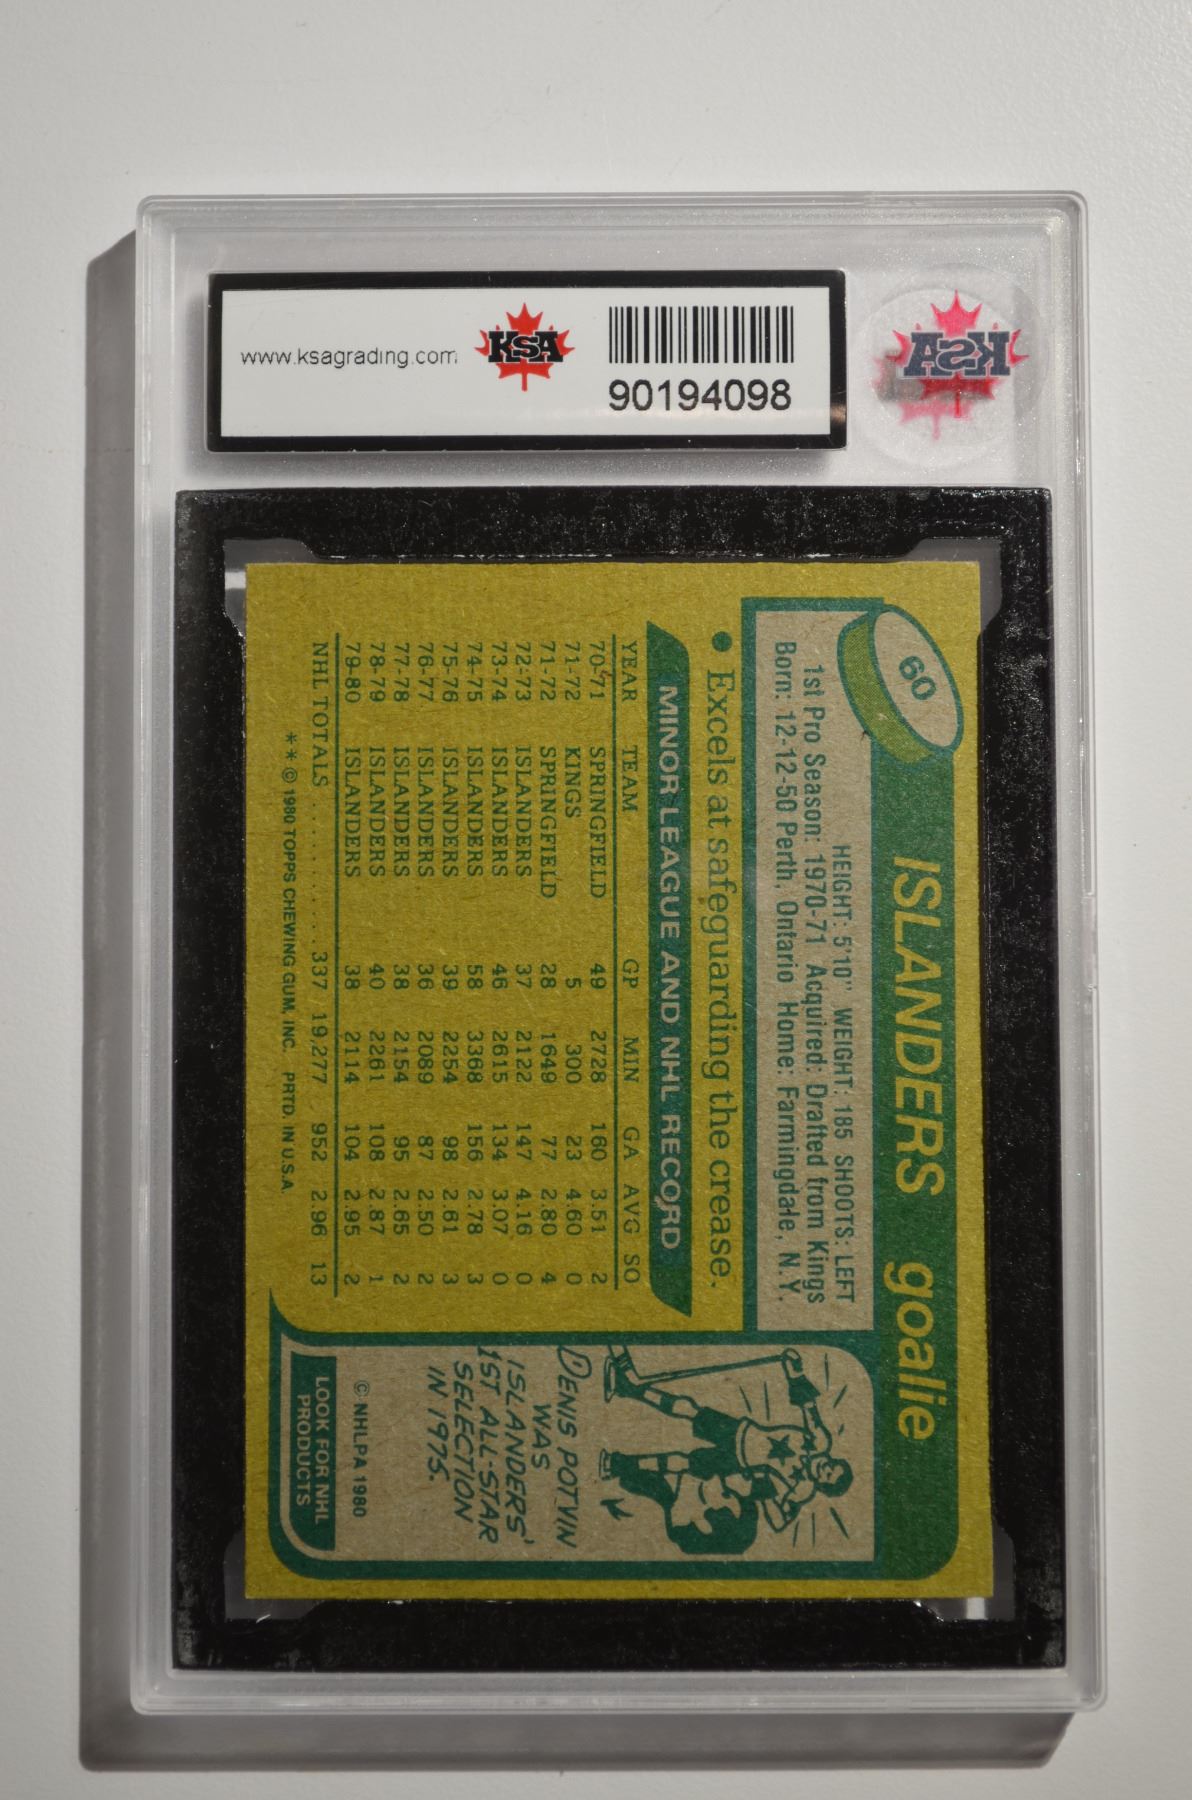 www.ksagrading.com
KSA
90194098
KSA
60
ISLANDERS goalie
HEIGHT: 5'10" WEIGHT: 185 SHOOTS: LEFT
1st Pro Season: 1970-71 Acquired: Drafted from Kings
Born: 12-12-50 Perth, Ontario Home: Farmingdale, N.Y.
● Excels at safeguarding the crease.
MINOR LEAGUE AND NHL RECORD
YEAR TEAM GP MIN GA AVG SO
70-71 SPRINGFIELD 49 2728 160 3.51 2
71-72 KINGS 5 300 23 4.60 0
71-72 SPRINGFIELD 28 1649 77 2.80 4
72-73 ISLANDERS 37 2122 147 4.16 0
73-74 ISLANDERS 46 2615 134 3.07 0
74-75 ISLANDERS 58 3368 156 2.78 3
75-76 ISLANDERS 39 2254 98 2.61 3
76-77 ISLANDERS 36 2089 87 2.50 2
77-78 ISLANDERS 38 2154 95 2.65 2
78-79 ISLANDERS 40 2261 108 2.87 1
79-80 ISLANDERS 38 2114 104 2.95 2
NHL TOTALS .......... 337 19,277 952 2.96 13
** © 1980 TOPPS CHEWING GUM, INC. PRTD. IN U.S.A.
DENIS POTVIN
WAS
ISLANDERS'
1ST ALL-STAR
SELECTION
IN 1975.
© NHLPA 1980
LOOK FOR NHL
PRODUCTS